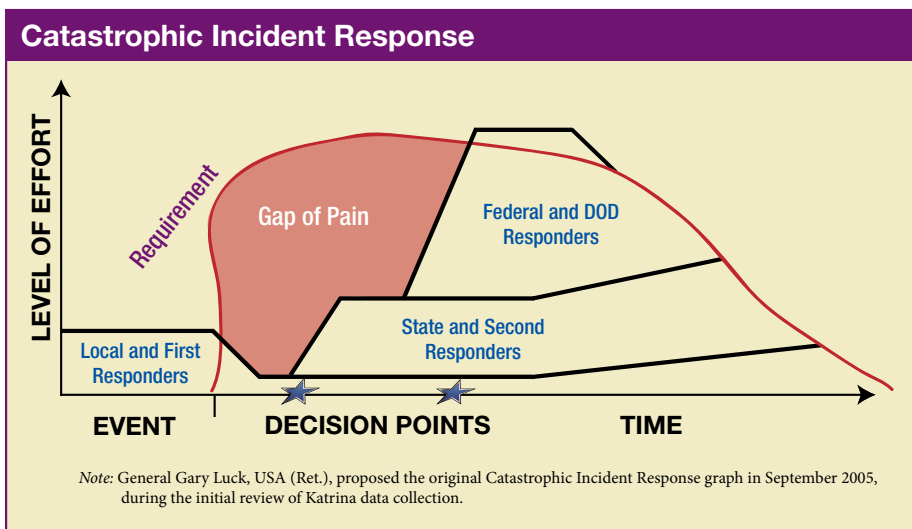 Catastrophic Incident Response
LEVEL OF EFFORT
Requirement
Gap of Pain
Federal and DOD
Responders
State and Second
Responders
Local and First
Responders
EVENT
DECISION POINTS
TIME
Note: General Gary Luck, USA (Ret.), proposed the original Catastrophic Incident Response graph in September 2005,
during the initial review of Katrina data collection.